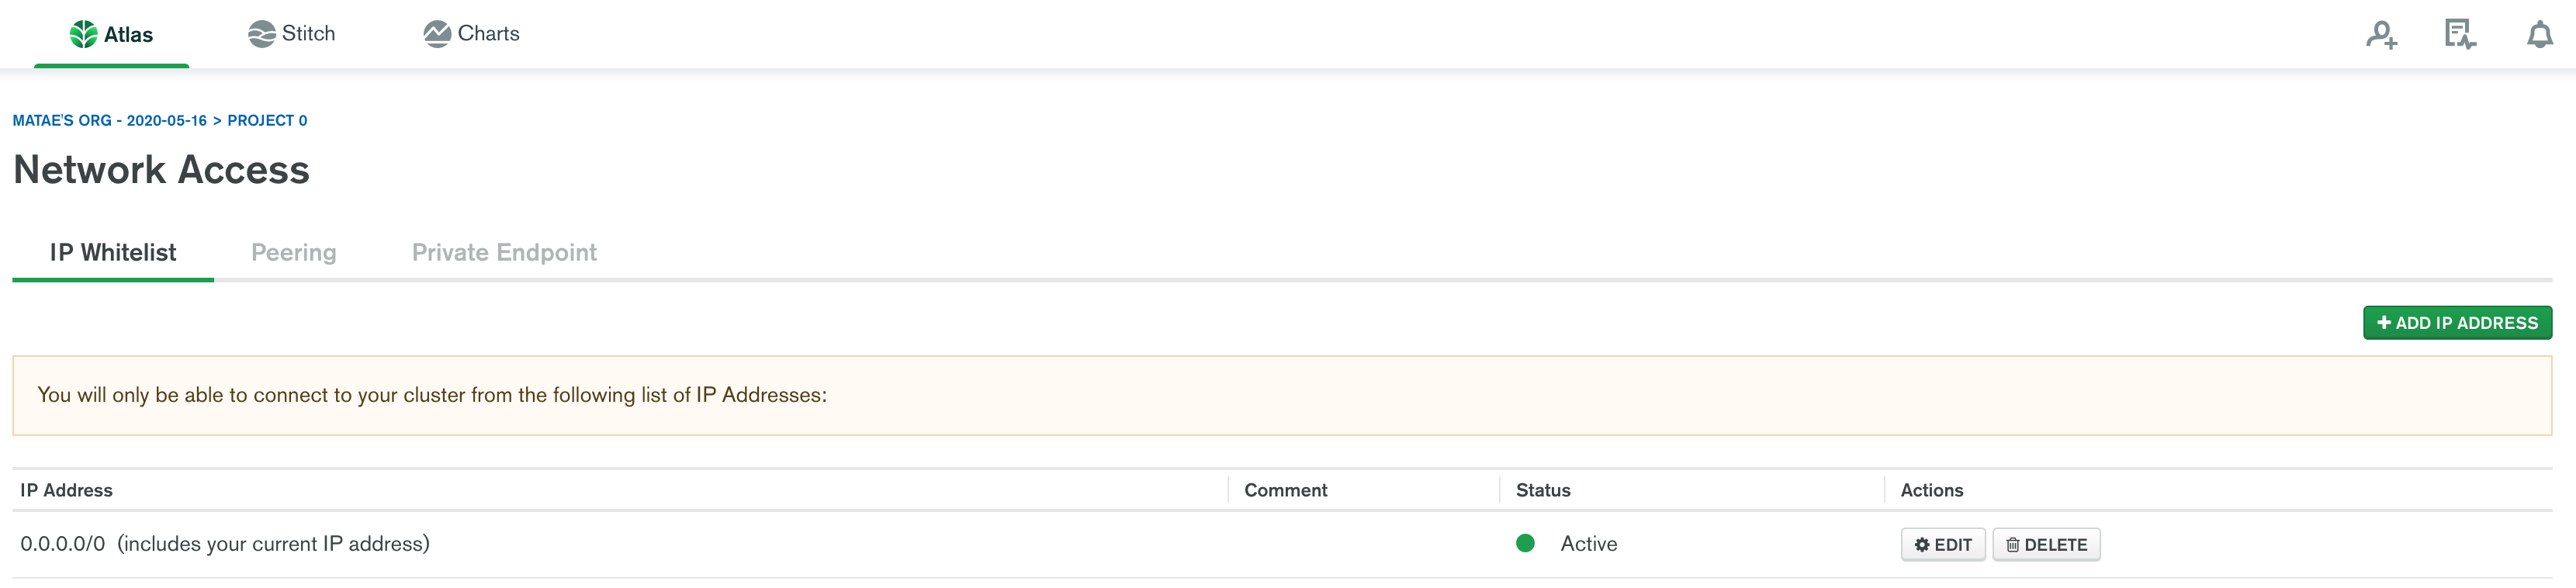 Atlas Stitch Charts
MATAE'S ORG - 2020-05-16 > PROJECT 0
Network Access
IP Whitelist Peering Private Endpoint
ADD IP ADDRESS
You will only be able to connect to your cluster from the following list of IP Addresses:
IP Address Comment Status Actions
0.0.0.0/0 (includes your current IP address) Active EDIT DELETE